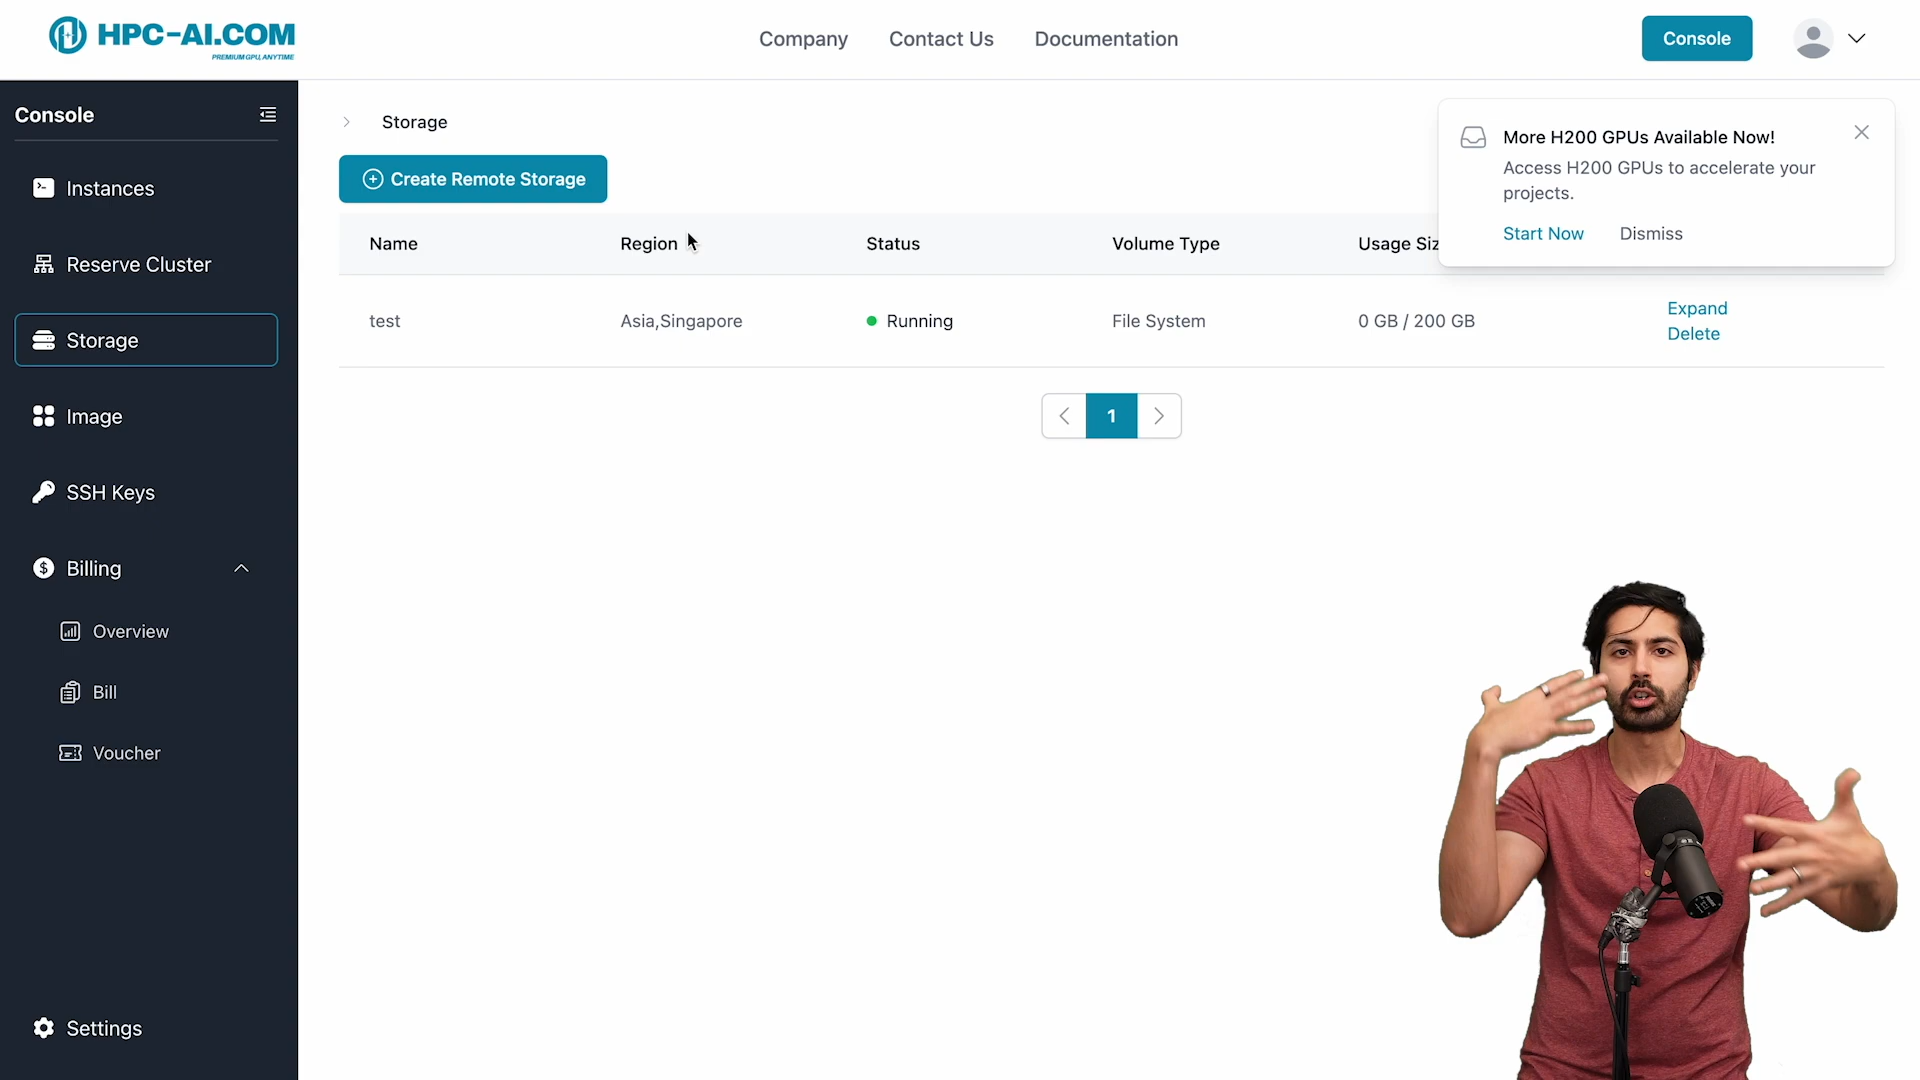 HPC-AI.COM
PREMIUM GPU, ANYTIME
Company
Contact Us
Documentation
Console
Console
Instances
Reserve Cluster
Storage
Image
SSH Keys
Billing
Overview
Bill
Voucher
Settings
Storage
Create Remote Storage
More H200 GPUs Available Now!
Access H200 GPUs to accelerate your
projects.
Start Now Dismiss
Name Region Status Volume Type Usage Siz
test Asia,Singapore Running File System 0 GB / 200 GB Expand
Delete
1